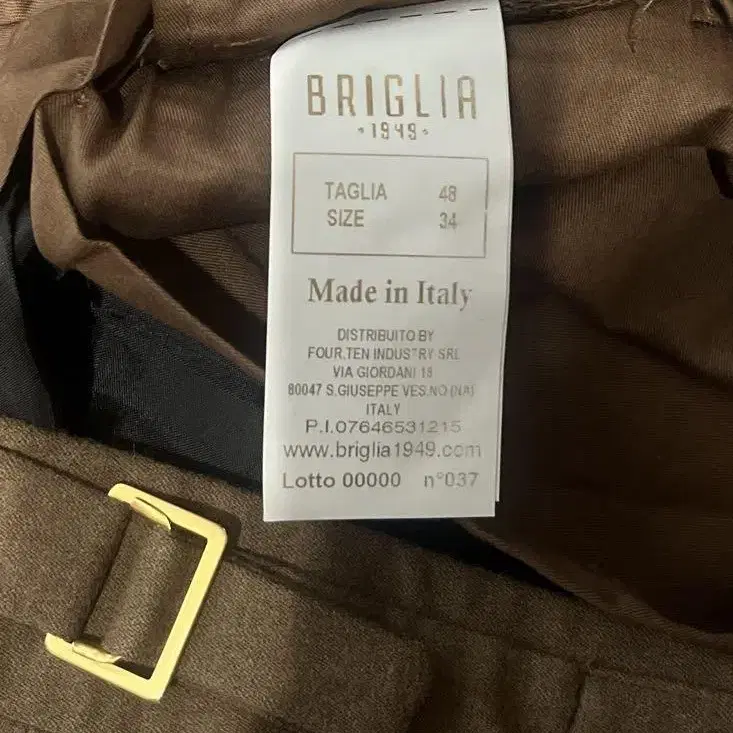 BRIGLIA
•1949•
TAGLIA 48
SIZE 34
Made in Italy
DISTRIBUITO BY
FOUR.TEN INDUSTRY SRL
VIA GIORDANI 18
80047 S.GIUSEPPE VES.NO (NA)
ITALY
P.I.07646531215
www.briglia1949.com
Lotto 00000 n°037